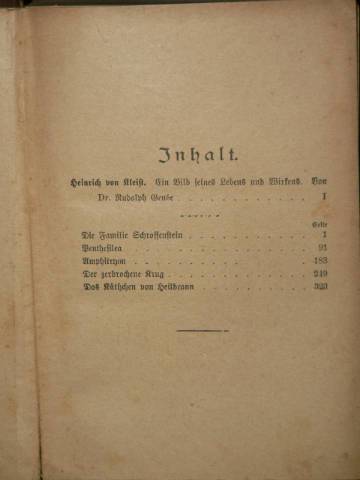 Inhalt.
Heinrich von Kleist. Ein Bild seines Lebens und Wirkens. Von
Dr. Rudolph Genée . . . . . . . . . . . I
Seite
Die Familie Schroffenstein . . . . . . . . . . 1
Penthesilea . . . . . . . . . . . . . 91
Amphitryon . . . . . . . . . . . . . 183
Der zerbrochene Krug . . . . . . . . . . . 249
Das Käthchen von Heilbronn . . . . . . . . . 323